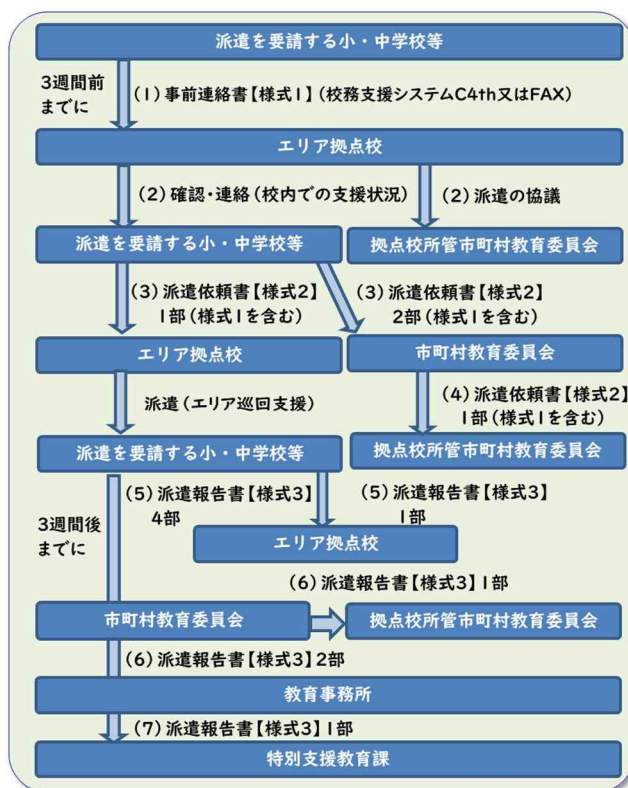 派遣を要請する小・中学校等
3週間前
までに
(1)事前連絡書【様式1】(校務支援システムC4th又はFAX)
エリア拠点校
(2)確認・連絡(校内での支援状況)
(2)派遣の協議
派遣を要請する小・中学校等
拠点校所管市町村教育委員会
(3)派遣依頼書【様式2】
1部(様式1を含む)
(3)派遣依頼書【様式2】
2部(様式1を含む)
エリア拠点校
市町村教育委員会
派遣(エリア巡回支援)
(4)派遣依頼書【様式2】
1部(様式1を含む)
派遣を要請する小・中学校等
拠点校所管市町村教育委員会
(5)派遣報告書【様式3】
4部
(5)派遣報告書【様式3】
1部
3週間後
までに
エリア拠点校
(6)派遣報告書【様式3】1部
市町村教育委員会
拠点校所管市町村教育委員会
(6)派遣報告書【様式3】2部
教育事務所
(7)派遣報告書【様式3】1部
特別支援教育課